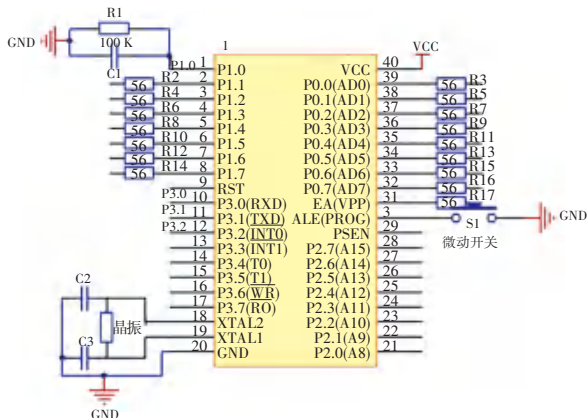 R1
GND
100 K
C1
P1.0
1
VCC
1 P1.0 VCC 40
56 R2 2 P1.1 P0.0(AD0) 39 56 R3
56 R4 3 P1.2 P0.1(AD1) 38 56 R5
56 R6 4 P1.3 P0.2(AD2) 37 56 R7
56 R8 5 P1.4 P0.3(AD3) 36 56 R9
56 R10 6 P1.5 P0.4(AD4) 35 56 R11
56 R12 7 P1.6 P0.5(AD5) 34 56 R13
56 R14 8 P1.7 P0.6(AD6) 33 56 R15
9 RST P0.7(AD7) 32 56 R16
P3.0 10 P3.0(RXD) EA(VPP) 31 56 R17
P3.1 11 P3.1(TXD) ALE(PROG) 3
P3.2 12 P3.2(INT0) PSEN 29
S1
GND
微动开关
13 P3.3(INT1) P2.7(A15) 28
14 P3.4(T0) P2.6(A14) 27
15 P3.5(T1) P2.5(A13) 26
16 P3.6(WR) P2.4(A12) 25
17 P3.7(RO) P2.3(A11) 24
18 XTAL2 P2.2(A10) 23
19 XTAL1 P2.1(A9) 22
20 GND P2.0(A8) 21
C2
晶振
C3
GND